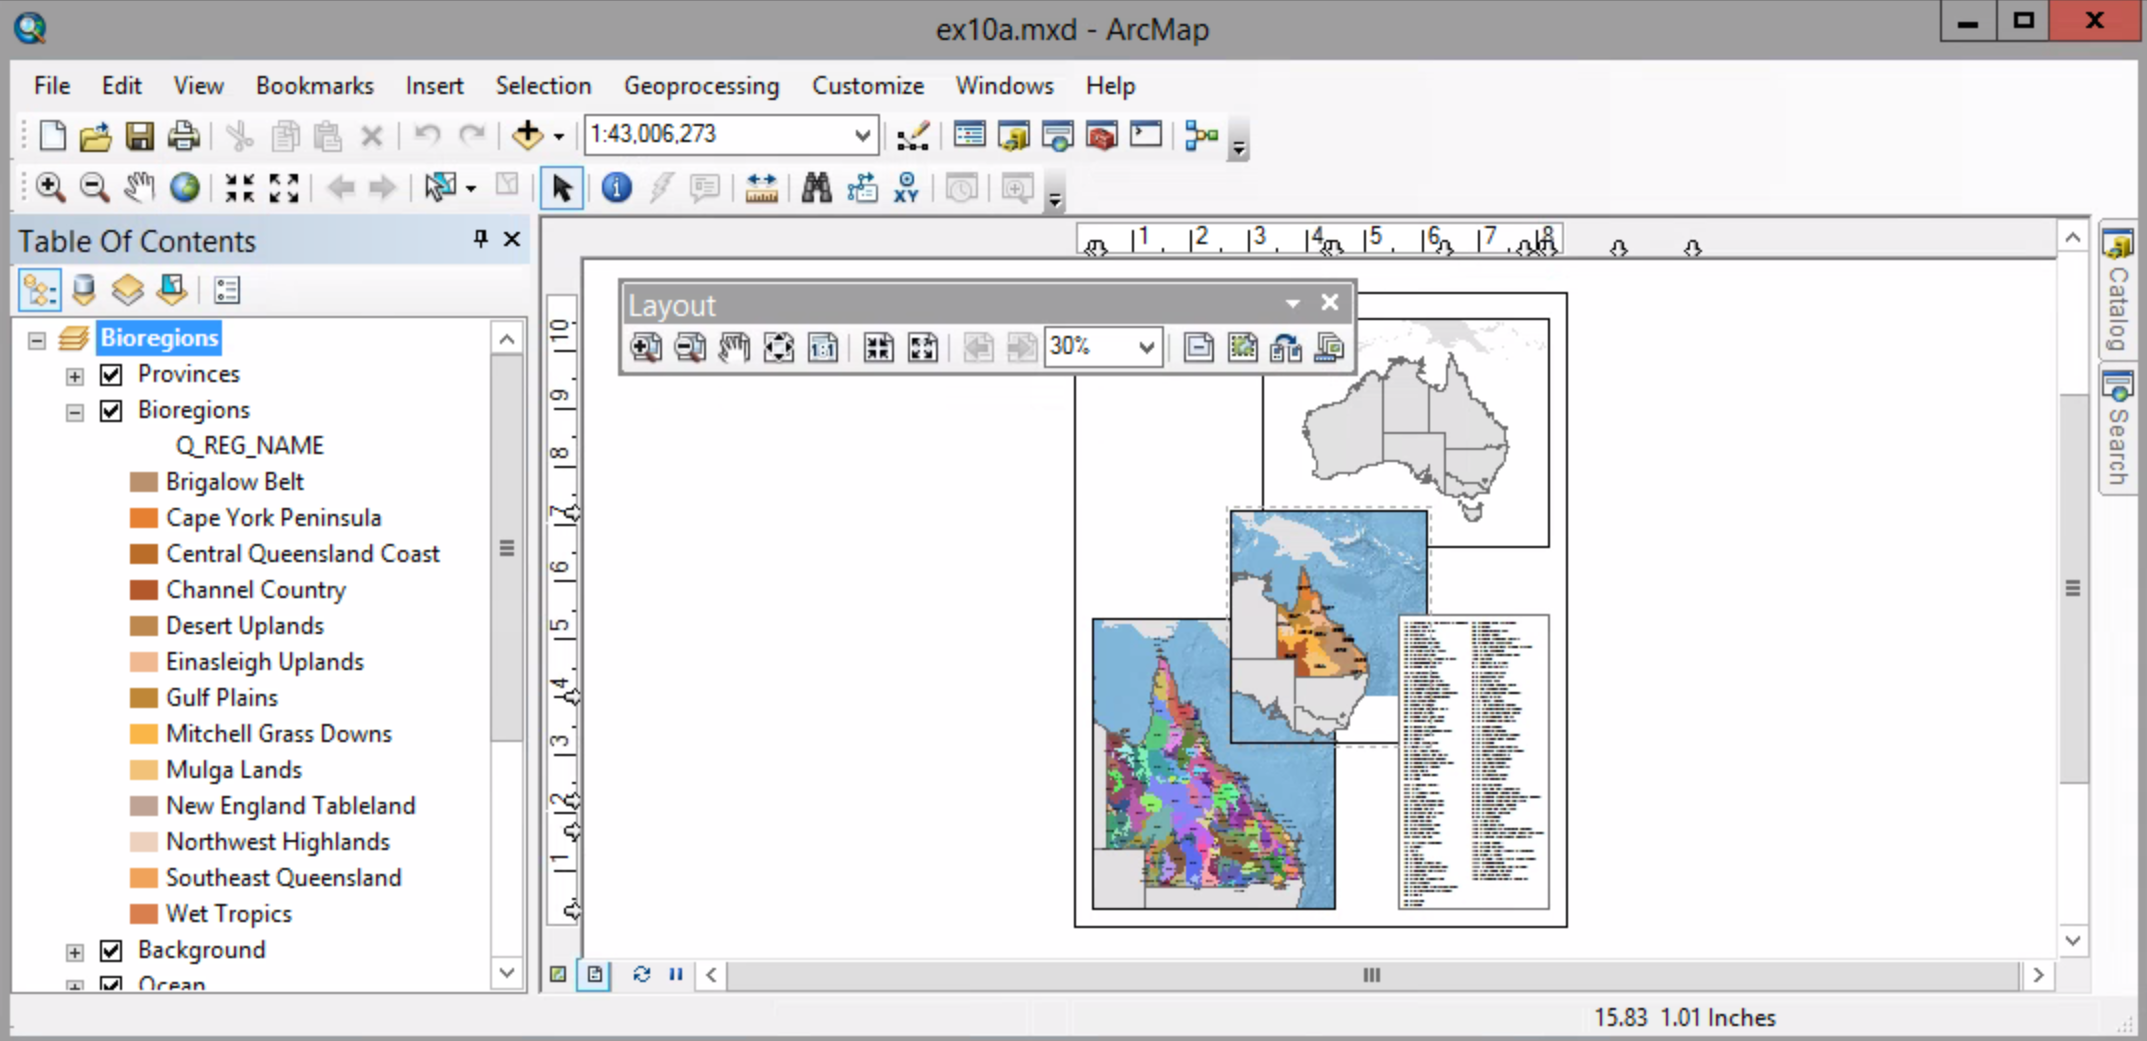 ex10a.mxd - ArcMap
File Edit View Bookmarks Insert Selection Geoprocessing Customize Windows Help
1:43,006,273
XY
Table Of Contents
Bioregions
Provinces
Bioregions
Q_REG_NAME
Brigalow Belt
Cape York Peninsula
Central Queensland Coast
Channel Country
Desert Uplands
Einasleigh Uplands
Gulf Plains
Mitchell Grass Downs
Mulga Lands
New England Tableland
Northwest Highlands
Southeast Queensland
Wet Tropics
Background
Ocean
1 2 3 4 5 6 7 8
10
9
8
7
6
5
4
3
2
1
Layout
1:1
30%
Catalog
Search
15.83 1.01 Inches